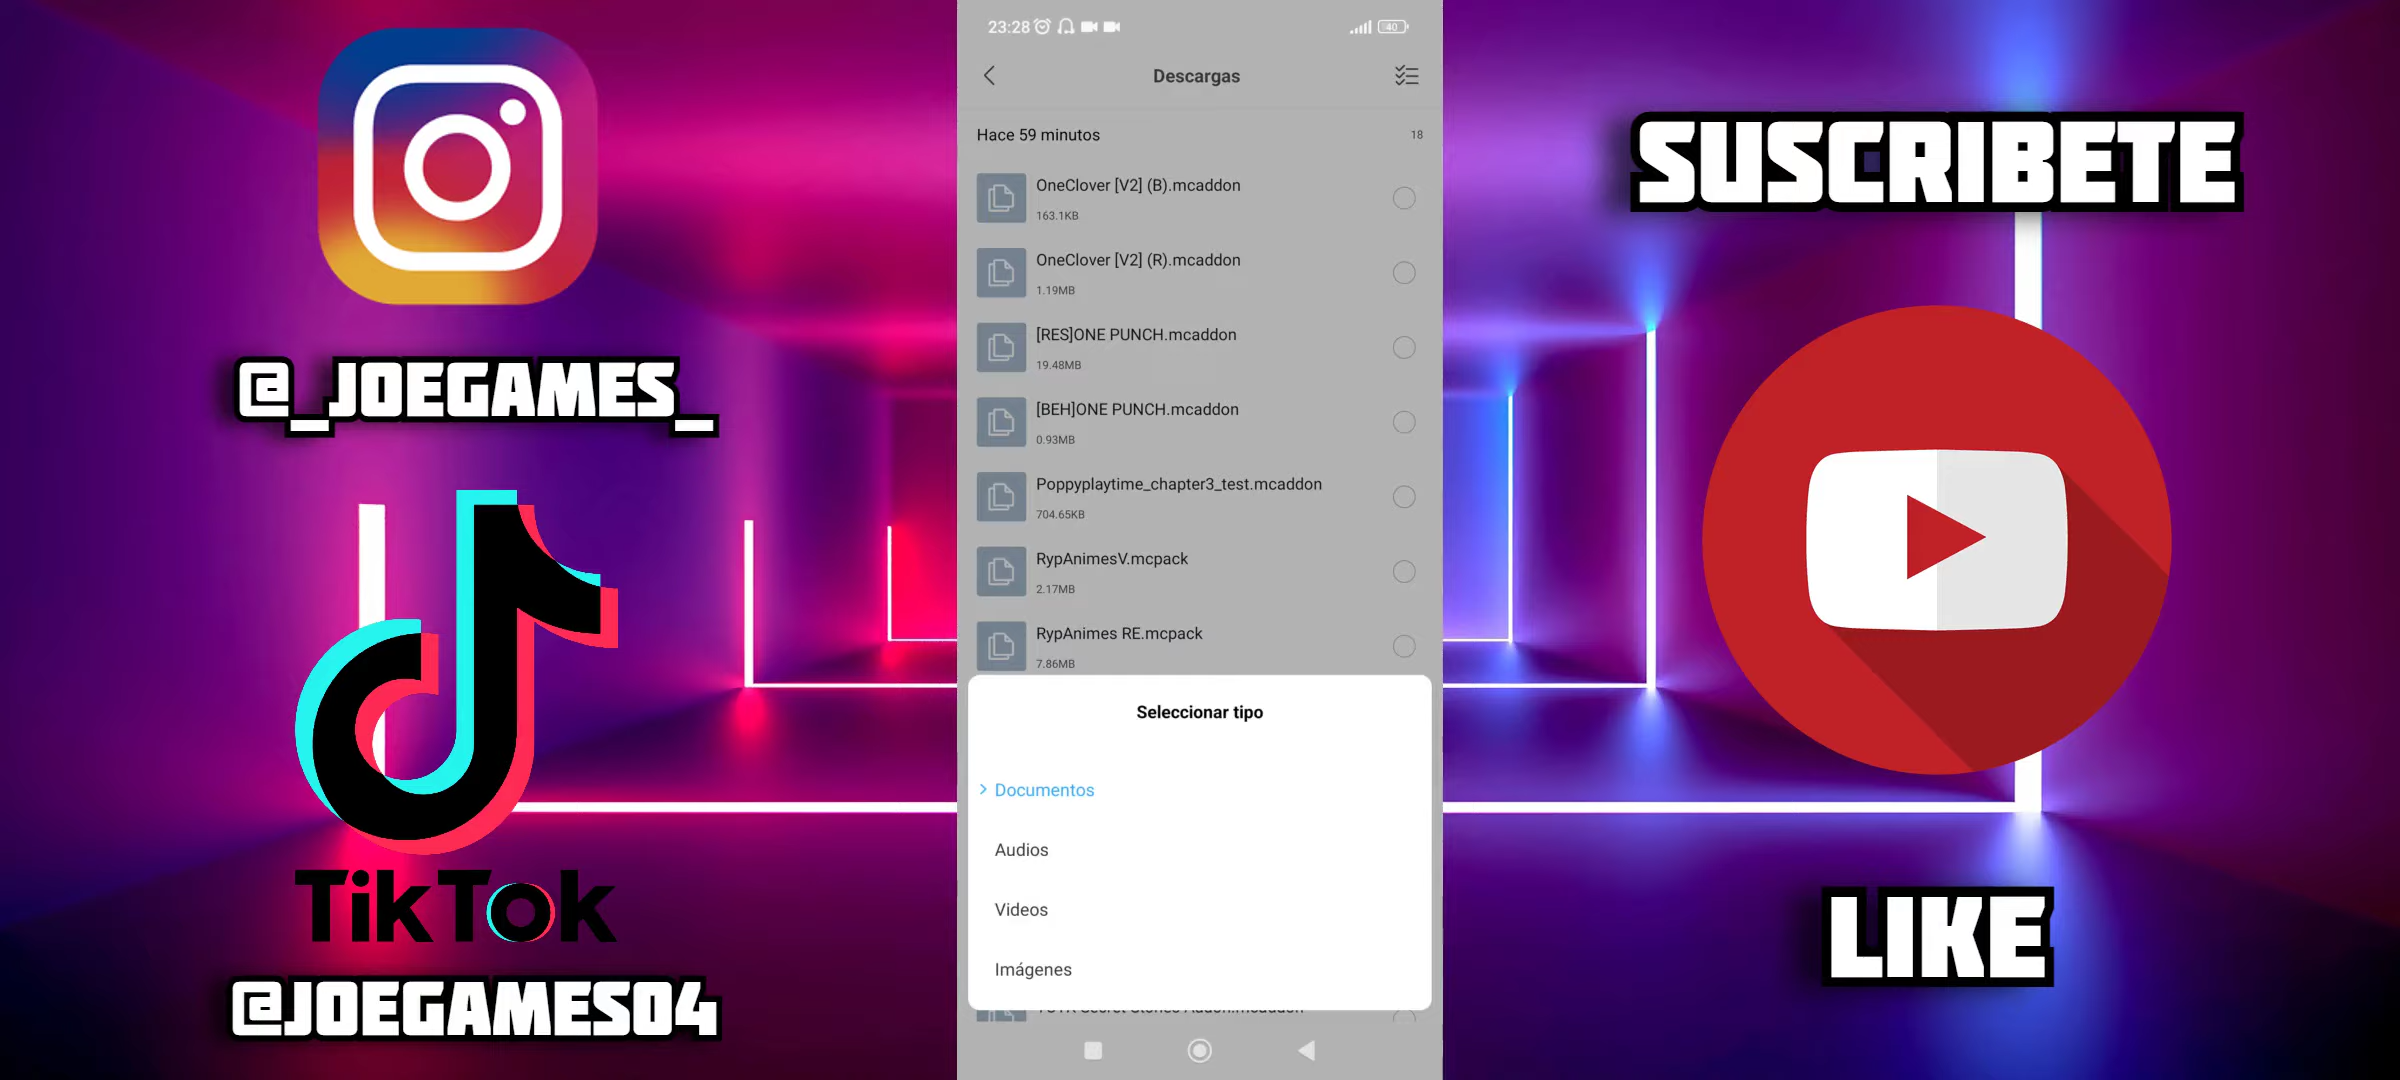 @_JOEGAMES_
TikTok
@JOEGAMES04
23:28
40
Descargas
Hace 59 minutos
18
OneClover [V2] (B).mcaddon
163.1KB
OneClover [V2] (R).mcaddon
1.19MB
[RES]ONE PUNCH.mcaddon
19.48MB
[BEH]ONE PUNCH.mcaddon
0.93MB
Poppyplaytime_chapter3_test.mcaddon
704.65KB
RypAnimesV.mcpack
2.17MB
RypAnimes RE.mcpack
7.86MB
Seleccionar tipo
Documentos
Audios
Videos
Imágenes
SUSCRIBETE
LIKE